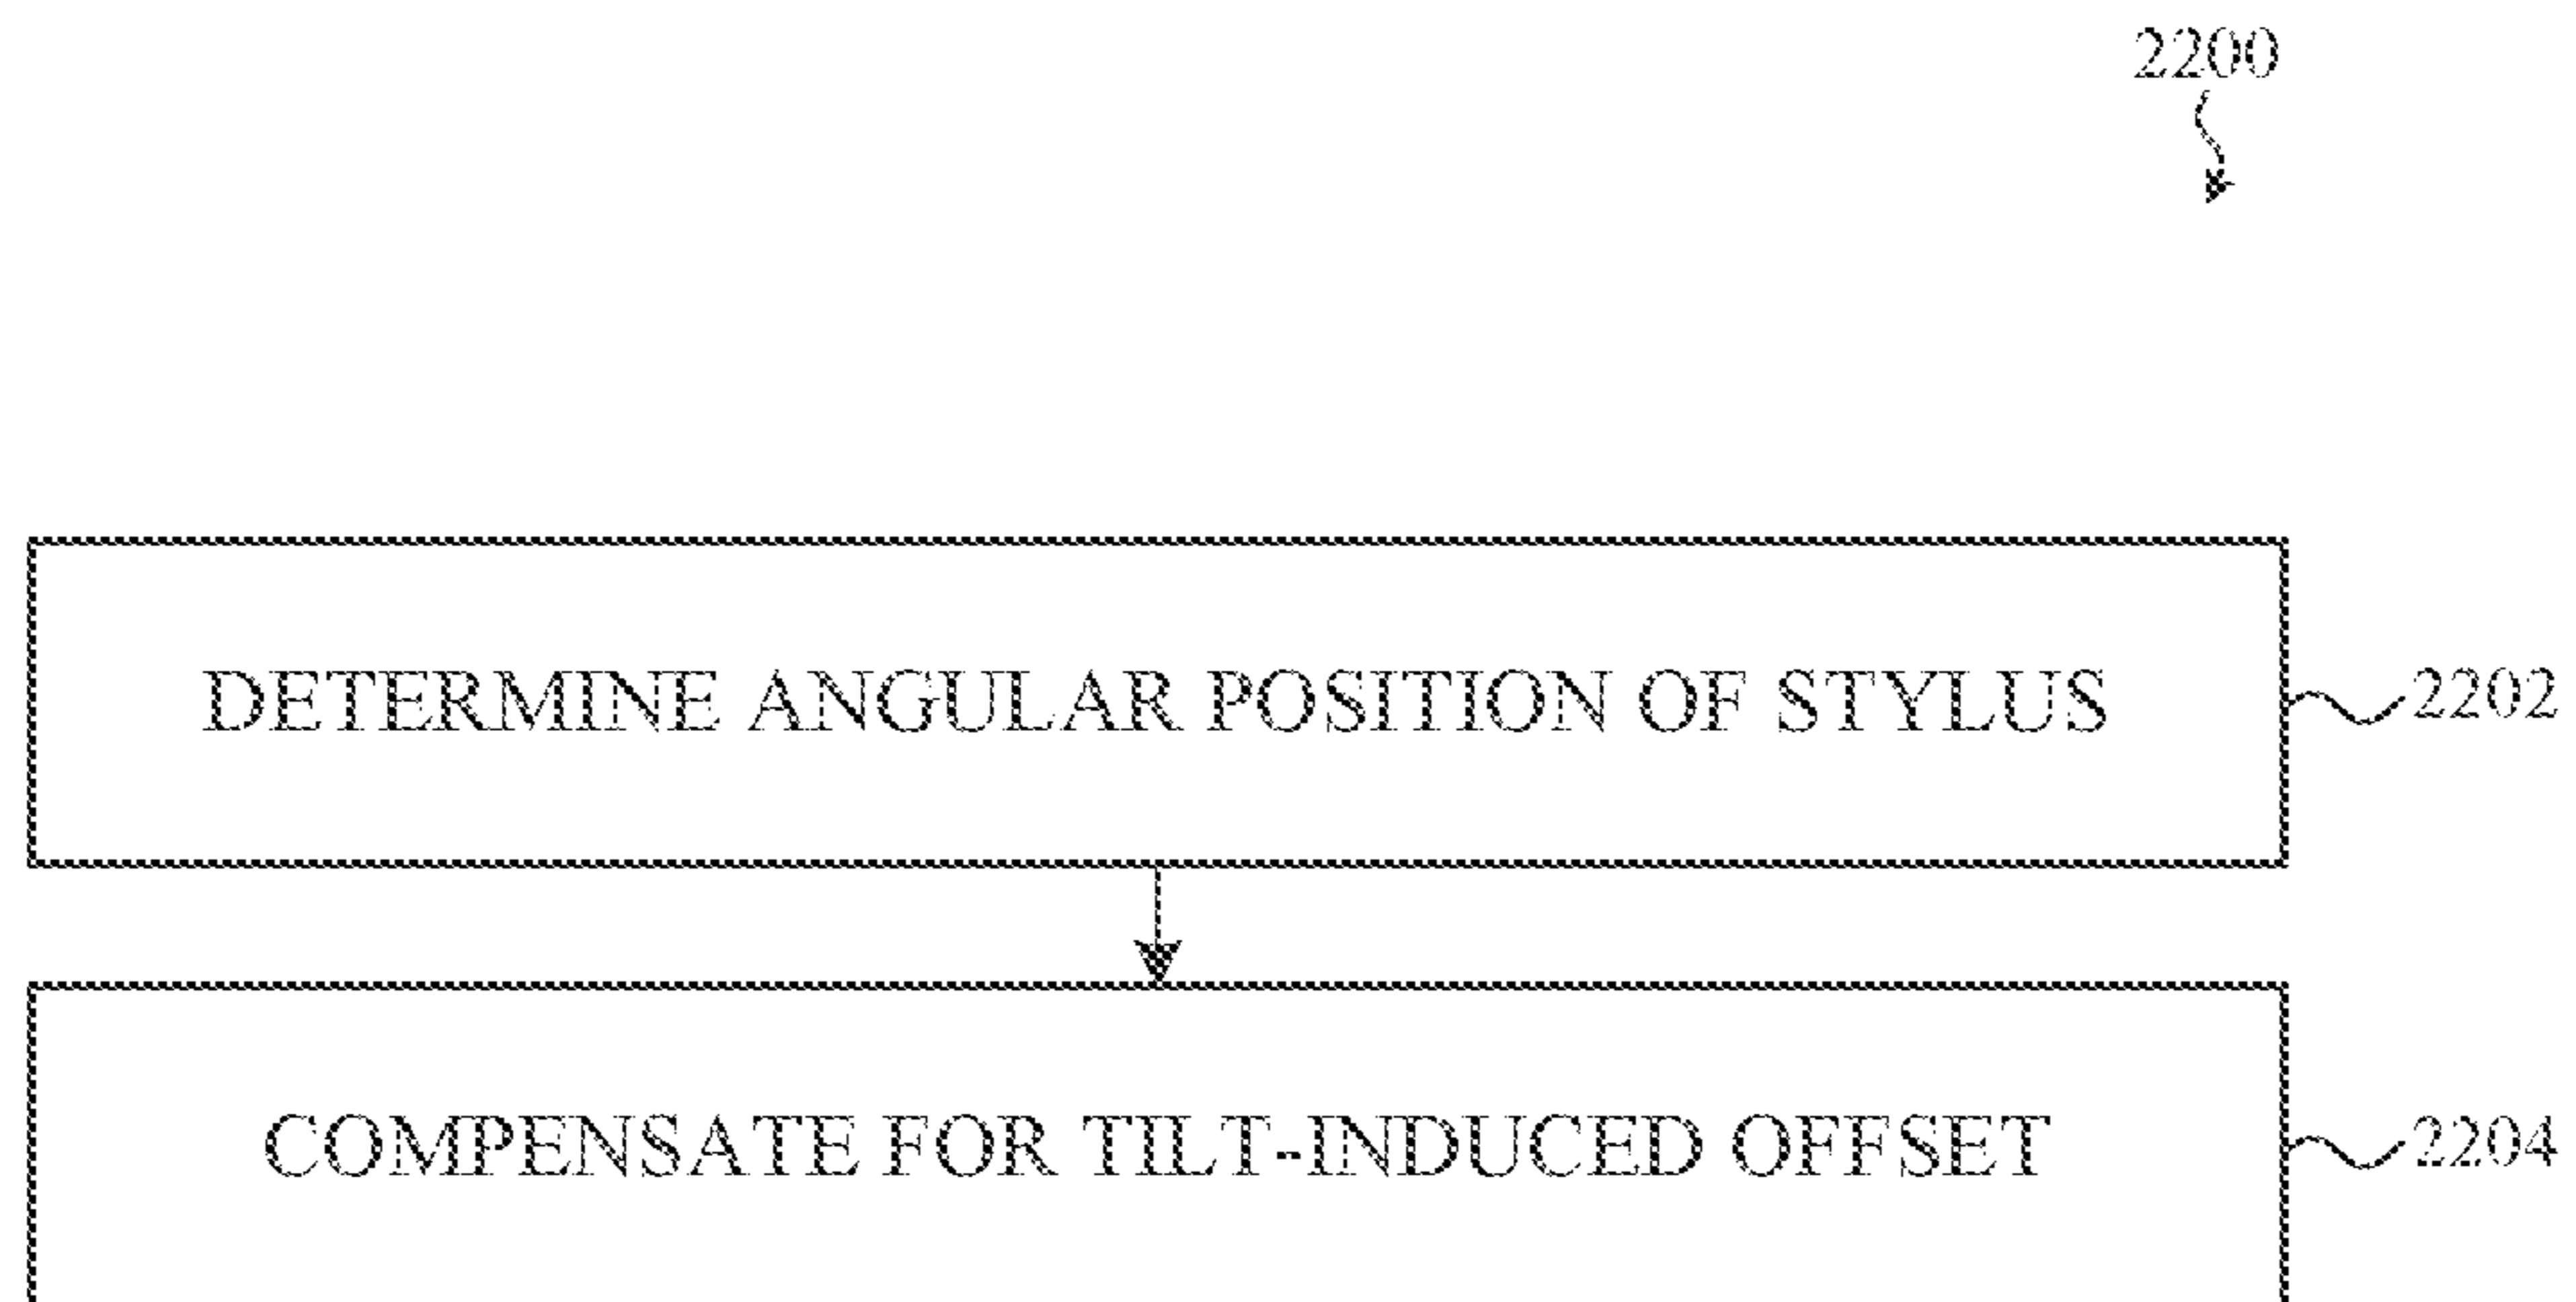 2200
DETERMINE ANGULAR POSITION OF STYLUS
2202
COMPENSATE FOR TILT-INDUCED OFFSET
2204